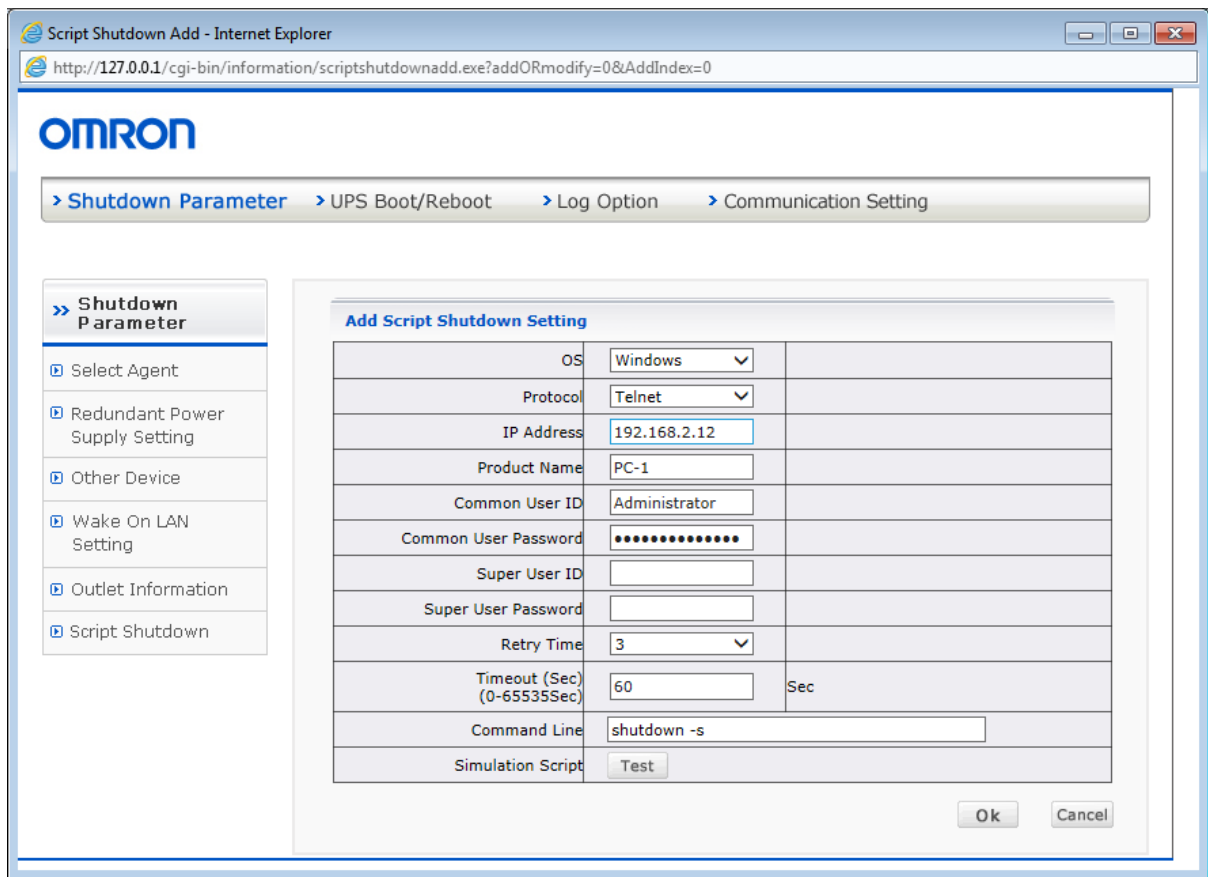 Script Shutdown Add - Internet Explorer
http://127.0.0.1/cgi-bin/information/scriptshutdownadd.exe?addORmodify=0&AddIndex=0
OMRON
Shutdown Parameter UPS Boot/Reboot Log Option Communication Setting
Shutdown
Parameter
Select Agent
Redundant Power
Supply Setting
Other Device
Wake On LAN
Setting
Outlet Information
Script Shutdown
Add Script Shutdown Setting
OS Windows
Protocol Telnet
IP Address 192.168.2.12
Product Name PC-1
Common User ID Administrator
Common User Password ••••••••••••••
Super User ID
Super User Password
Retry Time 3
Timeout (Sec)
(0-65535Sec) 60 Sec
Command Line shutdown -s
Simulation Script Test
Ok Cancel